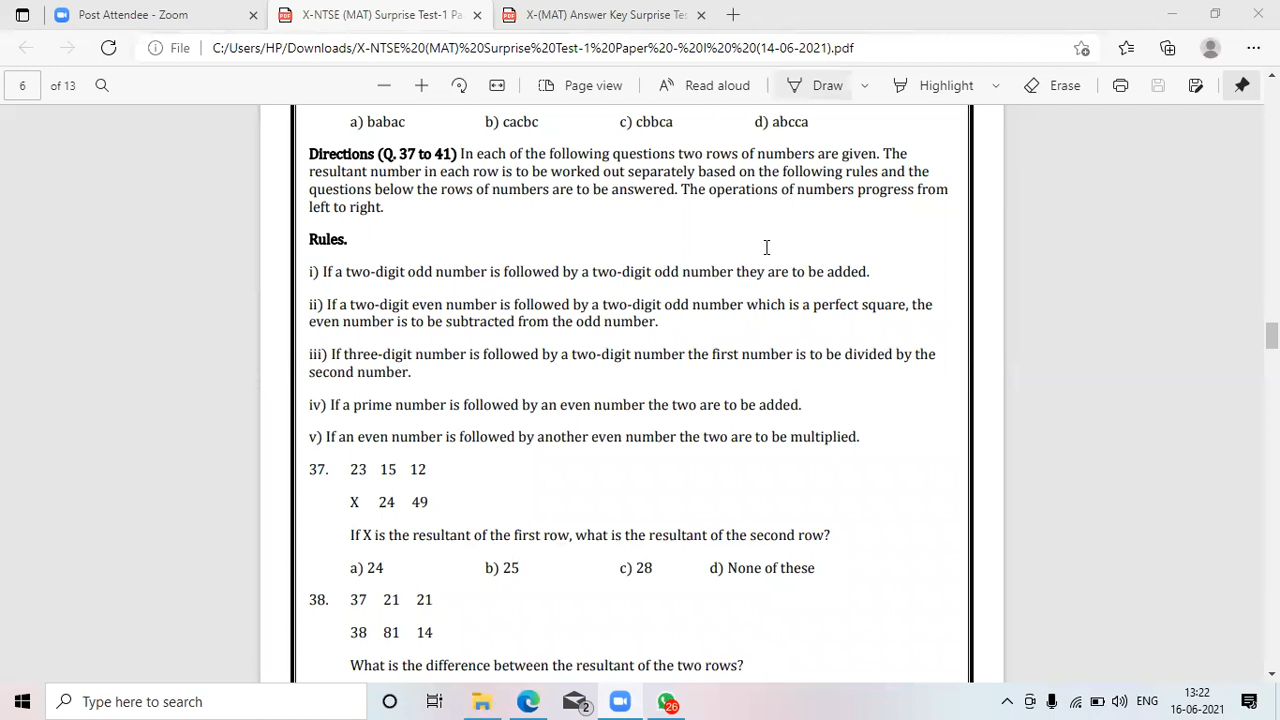 Post Attendee - Zoom
X-NTSE (MAT) Surprise Test-1 Pa
X-(MAT) Answer Key Surprise Tes
File
C:/Users/HP/Downloads/X-NTSE%20(MAT)%20Surprise%20Test-1%20Paper%20-%20I%20%20(14-06-2021).pdf
6 of 13
Page view
Read aloud
Draw
Highlight
Erase
a) babac b) cacbc c) cbbca d) abcca
Directions (Q. 37 to 41) In each of the following questions two rows of numbers are given. The
resultant number in each row is to be worked out separately based on the following rules and the
questions below the rows of numbers are to be answered. The operations of numbers progress from
left to right.
Rules.
i) If a two-digit odd number is followed by a two-digit odd number they are to be added.
ii) If a two-digit even number is followed by a two-digit odd number which is a perfect square, the
even number is to be subtracted from the odd number.
iii) If three-digit number is followed by a two-digit number the first number is to be divided by the
second number.
iv) If a prime number is followed by an even number the two are to be added.
v) If an even number is followed by another even number the two are to be multiplied.
37. 23 15 12
X 24 49
If X is the resultant of the first row, what is the resultant of the second row?
a) 24 b) 25 c) 28 d) None of these
38. 37 21 21
38 81 14
What is the difference between the resultant of the two rows?
Type here to search
2
26
ENG
13:22
16-06-2021